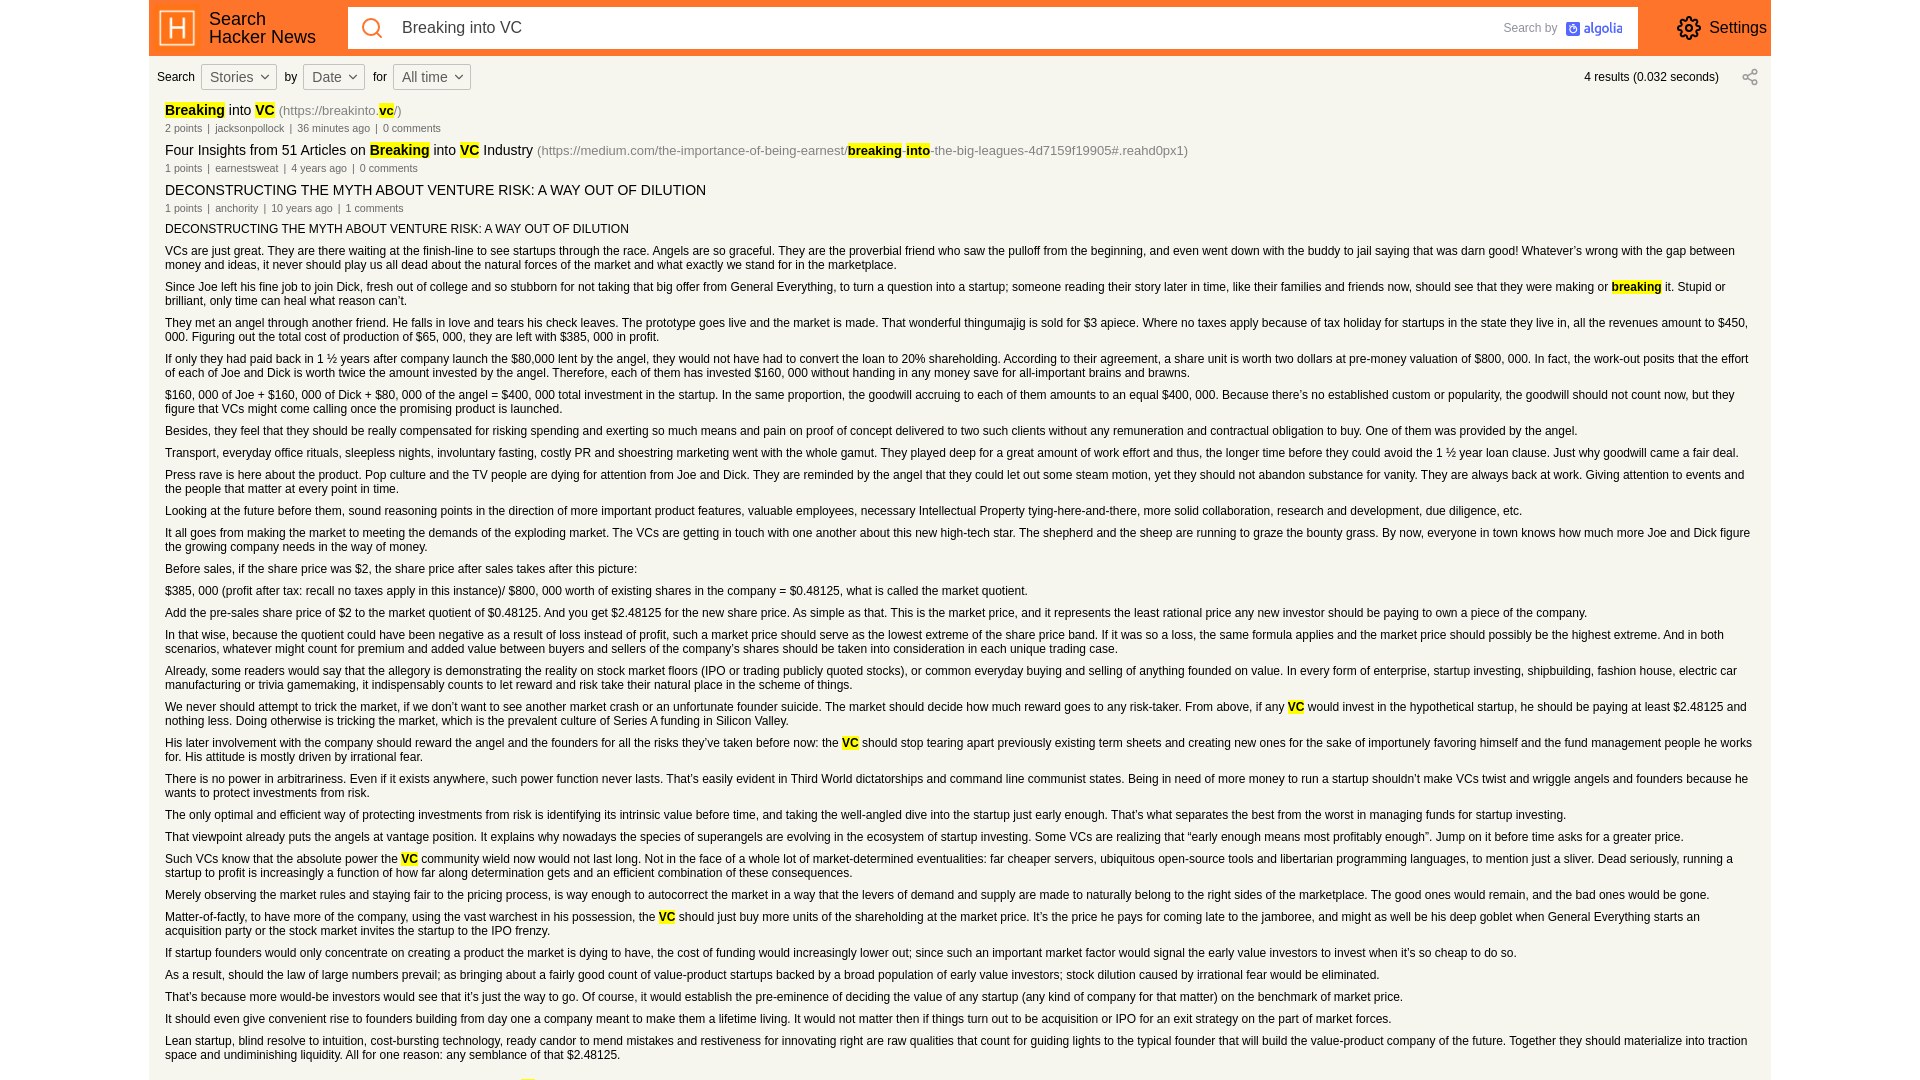 Search
Hacker News
Breaking into VC
Search by algolia
Settings
Search Stories by Date for All time
4 results (0.032 seconds)
Breaking into VC (https://breakinto.vc/)
2 points | jacksonpollock | 36 minutes ago | 0 comments
Four Insights from 51 Articles on Breaking into VC Industry (https://medium.com/the-importance-of-being-earnest/breaking-into-the-big-leagues-4d7159f19905#.reahd0px1)
1 points | earnestsweat | 4 years ago | 0 comments
DECONSTRUCTING THE MYTH ABOUT VENTURE RISK: A WAY OUT OF DILUTION
1 points | anchority | 10 years ago | 1 comments
DECONSTRUCTING THE MYTH ABOUT VENTURE RISK: A WAY OUT OF DILUTION
VCs are just great. They are there waiting at the finish-line to see startups through the race. Angels are so graceful. They are the proverbial friend who saw the pulloff from the beginning, and even went down with the buddy to jail saying that was darn good! Whatever’s wrong with the gap between
money and ideas, it never should play us all dead about the natural forces of the market and what exactly we stand for in the marketplace.
Since Joe left his fine job to join Dick, fresh out of college and so stubborn for not taking that big offer from General Everything, to turn a question into a startup; someone reading their story later in time, like their families and friends now, should see that they were making or breaking it. Stupid or
brilliant, only time can heal what reason can’t.
They met an angel through another friend. He falls in love and tears his check leaves. The prototype goes live and the market is made. That wonderful thingumajig is sold for $3 apiece. Where no taxes apply because of tax holiday for startups in the state they live in, all the revenues amount to $450,
000. Figuring out the total cost of production of $65, 000, they are left with $385, 000 in profit.
If only they had paid back in 1 ½ years after company launch the $80,000 lent by the angel, they would not have had to convert the loan to 20% shareholding. According to their agreement, a share unit is worth two dollars at pre-money valuation of $800, 000. In fact, the work-out posits that the effort
of each of Joe and Dick is worth twice the amount invested by the angel. Therefore, each of them has invested $160, 000 without handing in any money save for all-important brains and brawns.
$160, 000 of Joe + $160, 000 of Dick + $80, 000 of the angel = $400, 000 total investment in the startup. In the same proportion, the goodwill accruing to each of them amounts to an equal $400, 000. Because there’s no established custom or popularity, the goodwill should not count now, but they
figure that VCs might come calling once the promising product is launched.
Besides, they feel that they should be really compensated for risking spending and exerting so much means and pain on proof of concept delivered to two such clients without any remuneration and contractual obligation to buy. One of them was provided by the angel.
Transport, everyday office rituals, sleepless nights, involuntary fasting, costly PR and shoestring marketing went with the whole gamut. They played deep for a great amount of work effort and thus, the longer time before they could avoid the 1 ½ year loan clause. Just why goodwill came a fair deal.
Press rave is here about the product. Pop culture and the TV people are dying for attention from Joe and Dick. They are reminded by the angel that they could let out some steam motion, yet they should not abandon substance for vanity. They are always back at work. Giving attention to events and
the people that matter at every point in time.
Looking at the future before them, sound reasoning points in the direction of more important product features, valuable employees, necessary Intellectual Property tying-here-and-there, more solid collaboration, research and development, due diligence, etc.
It all goes from making the market to meeting the demands of the exploding market. The VCs are getting in touch with one another about this new high-tech star. The shepherd and the sheep are running to graze the bounty grass. By now, everyone in town knows how much more Joe and Dick figure
the growing company needs in the way of money.
Before sales, if the share price was $2, the share price after sales takes after this picture:
$385, 000 (profit after tax: recall no taxes apply in this instance)/ $800, 000 worth of existing shares in the company = $0.48125, what is called the market quotient.
Add the pre-sales share price of $2 to the market quotient of $0.48125. And you get $2.48125 for the new share price. As simple as that. This is the market price, and it represents the least rational price any new investor should be paying to own a piece of the company.
In that wise, because the quotient could have been negative as a result of loss instead of profit, such a market price should serve as the lowest extreme of the share price band. If it was so a loss, the same formula applies and the market price should possibly be the highest extreme. And in both
scenarios, whatever might count for premium and added value between buyers and sellers of the company’s shares should be taken into consideration in each unique trading case.
Already, some readers would say that the allegory is demonstrating the reality on stock market floors (IPO or trading publicly quoted stocks), or common everyday buying and selling of anything founded on value. In every form of enterprise, startup investing, shipbuilding, fashion house, electric car
manufacturing or trivia gamemaking, it indispensably counts to let reward and risk take their natural place in the scheme of things.
We never should attempt to trick the market, if we don’t want to see another market crash or an unfortunate founder suicide. The market should decide how much reward goes to any risk-taker. From above, if any VC would invest in the hypothetical startup, he should be paying at least $2.48125 and
nothing less. Doing otherwise is tricking the market, which is the prevalent culture of Series A funding in Silicon Valley.
His later involvement with the company should reward the angel and the founders for all the risks they’ve taken before now: the VC should stop tearing apart previously existing term sheets and creating new ones for the sake of importunely favoring himself and the fund management people he works
for. His attitude is mostly driven by irrational fear.
There is no power in arbitrariness. Even if it exists anywhere, such power function never lasts. That’s easily evident in Third World dictatorships and command line communist states. Being in need of more money to run a startup shouldn’t make VCs twist and wriggle angels and founders because he
wants to protect investments from risk.
The only optimal and efficient way of protecting investments from risk is identifying its intrinsic value before time, and taking the well-angled dive into the startup just early enough. That’s what separates the best from the worst in managing funds for startup investing.
That viewpoint already puts the angels at vantage position. It explains why nowadays the species of superangels are evolving in the ecosystem of startup investing. Some VCs are realizing that “early enough means most profitably enough”. Jump on it before time asks for a greater price.
Such VCs know that the absolute power the VC community wield now would not last long. Not in the face of a whole lot of market-determined eventualities: far cheaper servers, ubiquitous open-source tools and libertarian programming languages, to mention just a sliver. Dead seriously, running a
startup to profit is increasingly a function of how far along determination gets and an efficient combination of these consequences.
Merely observing the market rules and staying fair to the pricing process, is way enough to autocorrect the market in a way that the levers of demand and supply are made to naturally belong to the right sides of the marketplace. The good ones would remain, and the bad ones would be gone.
Matter-of-factly, to have more of the company, using the vast warchest in his possession, the VC should just buy more units of the shareholding at the market price. It’s the price he pays for coming late to the jamboree, and might as well be his deep goblet when General Everything starts an
acquisition party or the stock market invites the startup to the IPO frenzy.
If startup founders would only concentrate on creating a product the market is dying to have, the cost of funding would increasingly lower out; since such an important market factor would signal the early value investors to invest when it’s so cheap to do so.
As a result, should the law of large numbers prevail; as bringing about a fairly good count of value-product startups backed by a broad population of early value investors; stock dilution caused by irrational fear would be eliminated.
That’s because more would-be investors would see that it’s just the way to go. Of course, it would establish the pre-eminence of deciding the value of any startup (any kind of company for that matter) on the benchmark of market price.
It should even give convenient rise to founders building from day one a company meant to make them a lifetime living. It would not matter then if things turn out to be acquisition or IPO for an exit strategy on the part of market forces.
Lean startup, blind resolve to intuition, cost-bursting technology, ready candor to mend mistakes and restiveness for innovating right are raw qualities that count for guiding lights to the typical founder that will build the value-product company of the future. Together they should materialize into traction
space and undiminishing liquidity. All for one reason: any semblance of that $2.48125.